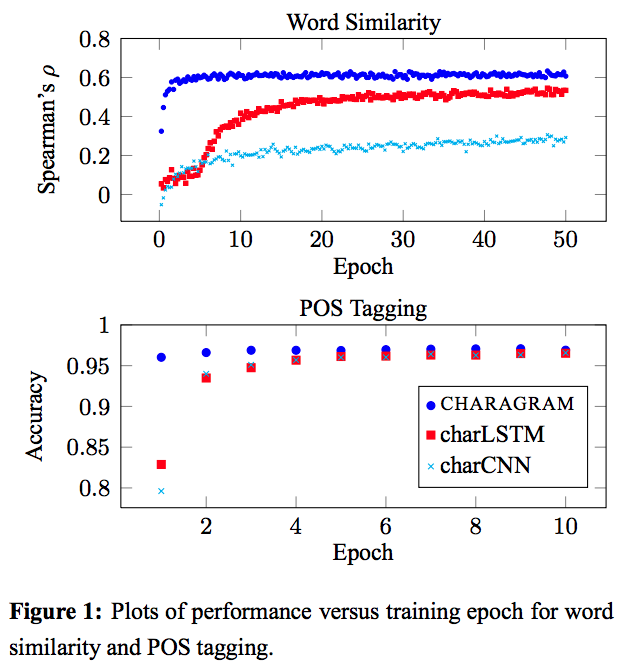 Word Similarity
0.8
0.6
0.4
0.2
0
Spearman's ρ
0 10 20 30 40 50
Epoch
POS Tagging
1
0.95
0.9
0.85
0.8
Accuracy
CHARAGRAM
charLSTM
charCNN
2 4 6 8 10
Epoch
Figure 1: Plots of performance versus training epoch for word
similarity and POS tagging.